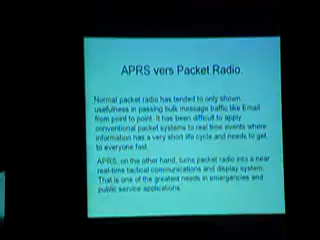 APRS vers Packet Radio.
Normal packet radio has tended to only shown
usefulness in passing bulk message traffic like Email
from point to point. It has been difficult to apply
conventional packet systems to real time events where
information has a very short life cycle and needs to get
to everyone fast.
APRS, on the other hand, turns packet radio into a near
real-time tactical communications and display system.
That is one of the greatest needs in emergencies and
public service applications.